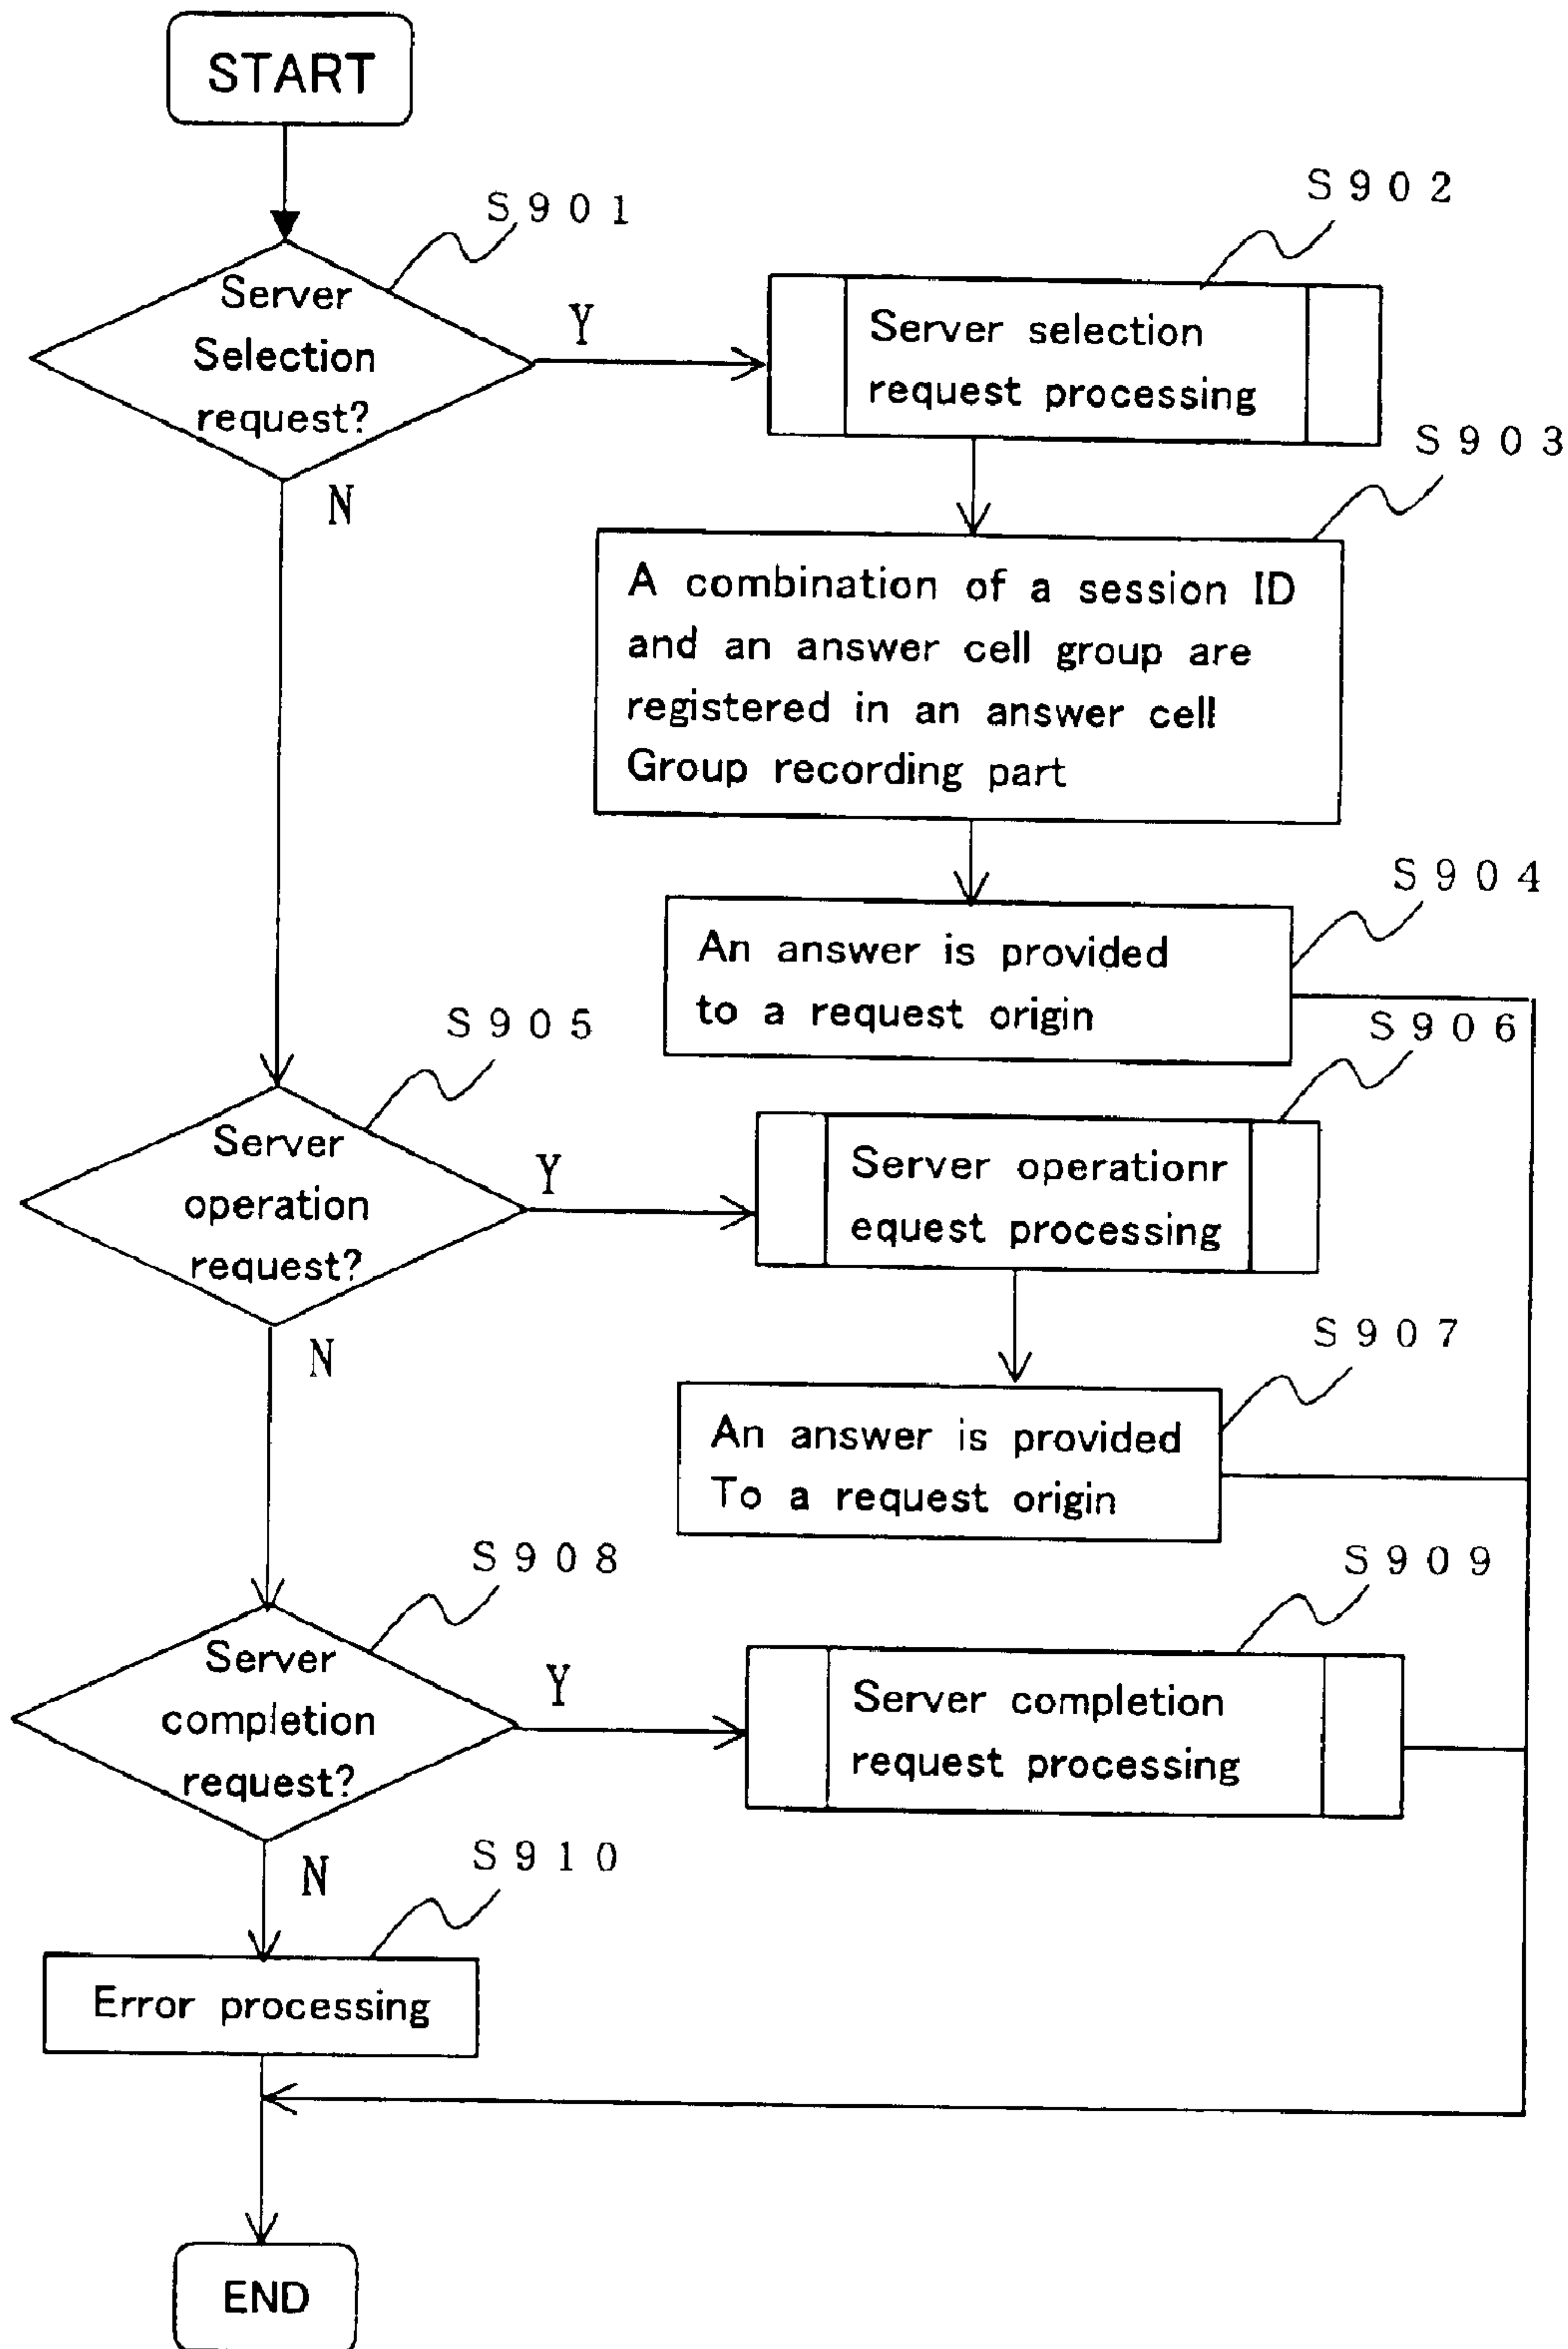 START
S901
Server
Selection
request?
Y
N
S902
Server selection
request processing
S903
A combination of a session ID
and an answer cell group are
registered in an answer cell
Group recording part
S904
An answer is provided
to a request origin
S905
Server
operation
request?
Y
N
S906
Server operationr
equest processing
S907
An answer is provided
To a request origin
S908
Server
completion
request?
Y
N
S909
Server completion
request processing
S910
Error processing
END